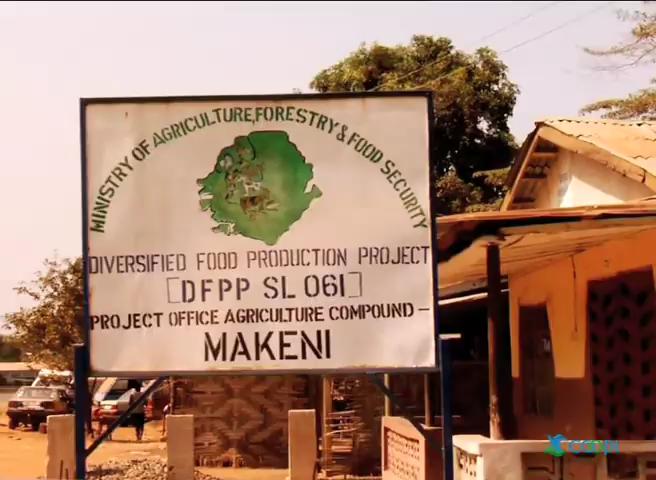 MINISTRY OF AGRICULTURE,FORESTRY & FOOD SECURITY
DIVERSIFIED FOOD PRODUCTION PROJECT
[DFPP SL 061]
PROJECT OFFICE AGRICULTURE COMPOUND-
MAKENI